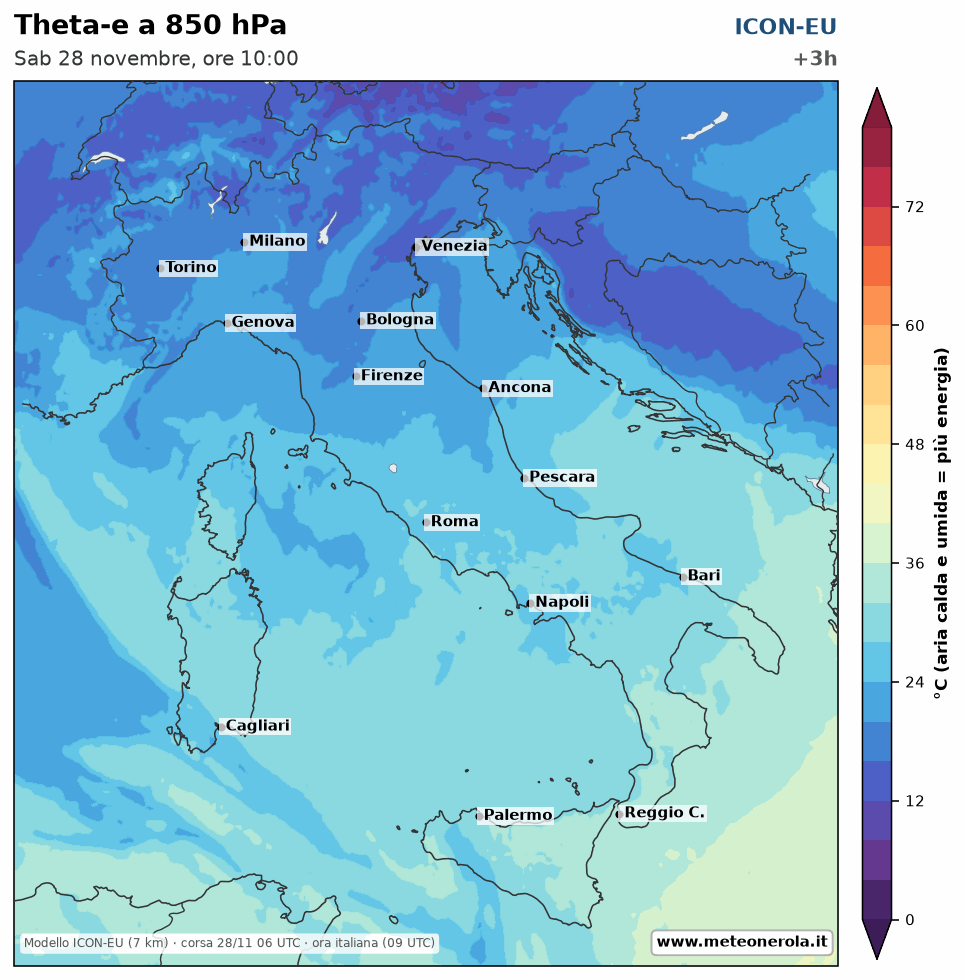 Theta-e a 850 hPa
ICON-EU
Sab 28 novembre, ore 10:00
+3h
Milano
Venezia
Torino
Genova
Bologna
Firenze
Ancona
Pescara
Roma
Bari
Napoli
Cagliari
Palermo
Reggio C.
72
60
48
36
24
12
0
°C (aria calda e umida = più energia)
Modello ICON-EU (7 km) · corsa 28/11 06 UTC · ora italiana (09 UTC)
www.meteonerola.it